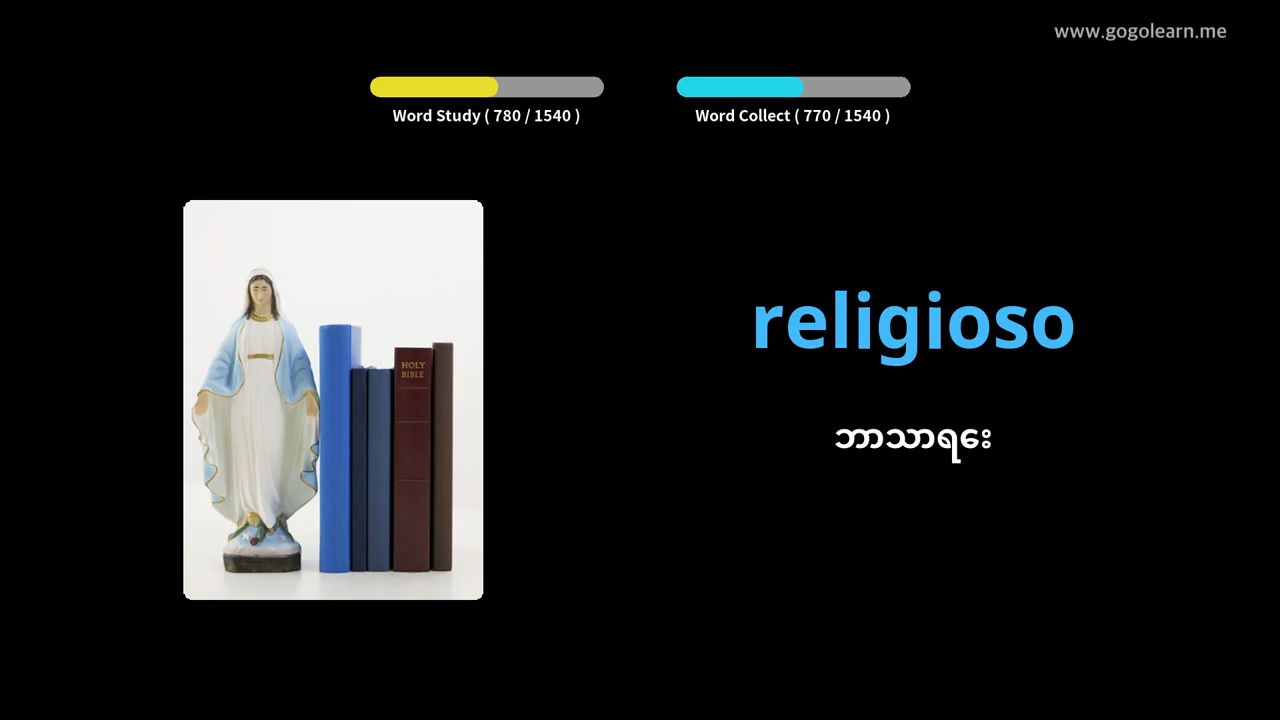 www.gogolearn.me
Word Study ( 780 / 1540 )
Word Collect ( 770 / 1540 )
HOLY
BIBLE
religioso
ဘာသာရေး